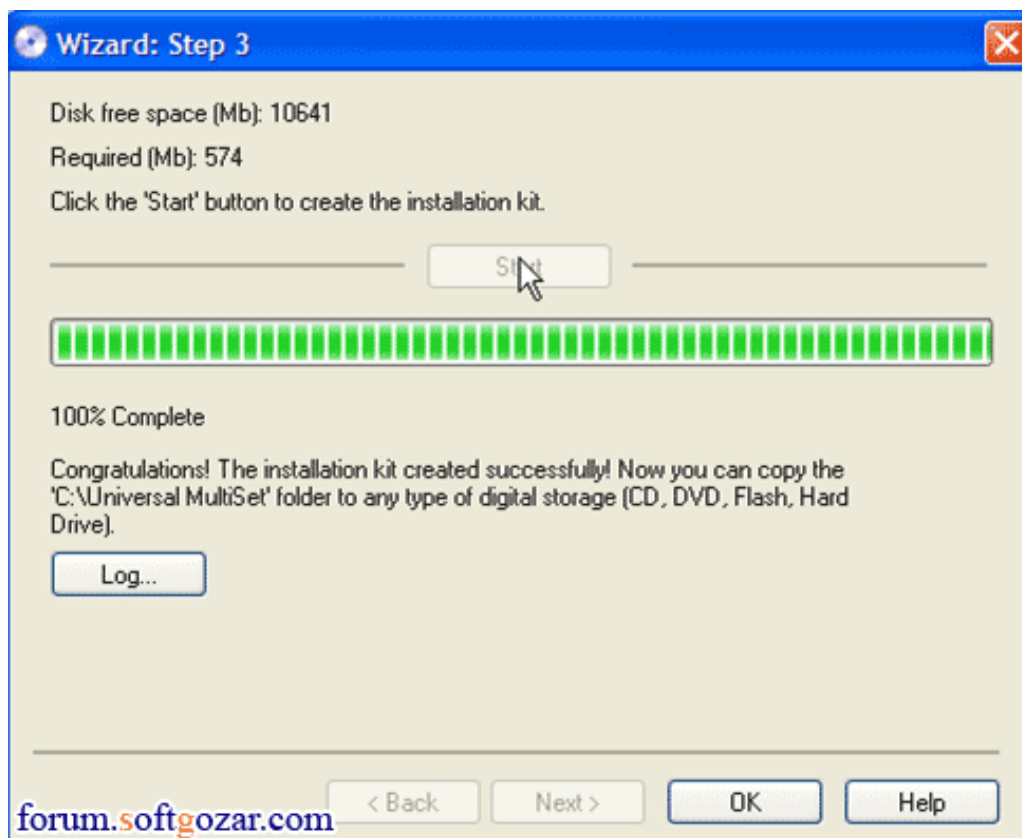 Wizard: Step 3
Disk free space (Mb): 10641
Required (Mb): 574
Click the 'Start' button to create the installation kit.
Start
100% Complete
Congratulations! The installation kit created successfully! Now you can copy the
'C:\Universal MultiSet' folder to any type of digital storage (CD, DVD, Flash, Hard
Drive).
Log...
< Back Next > OK Help
forum.softgozar.com